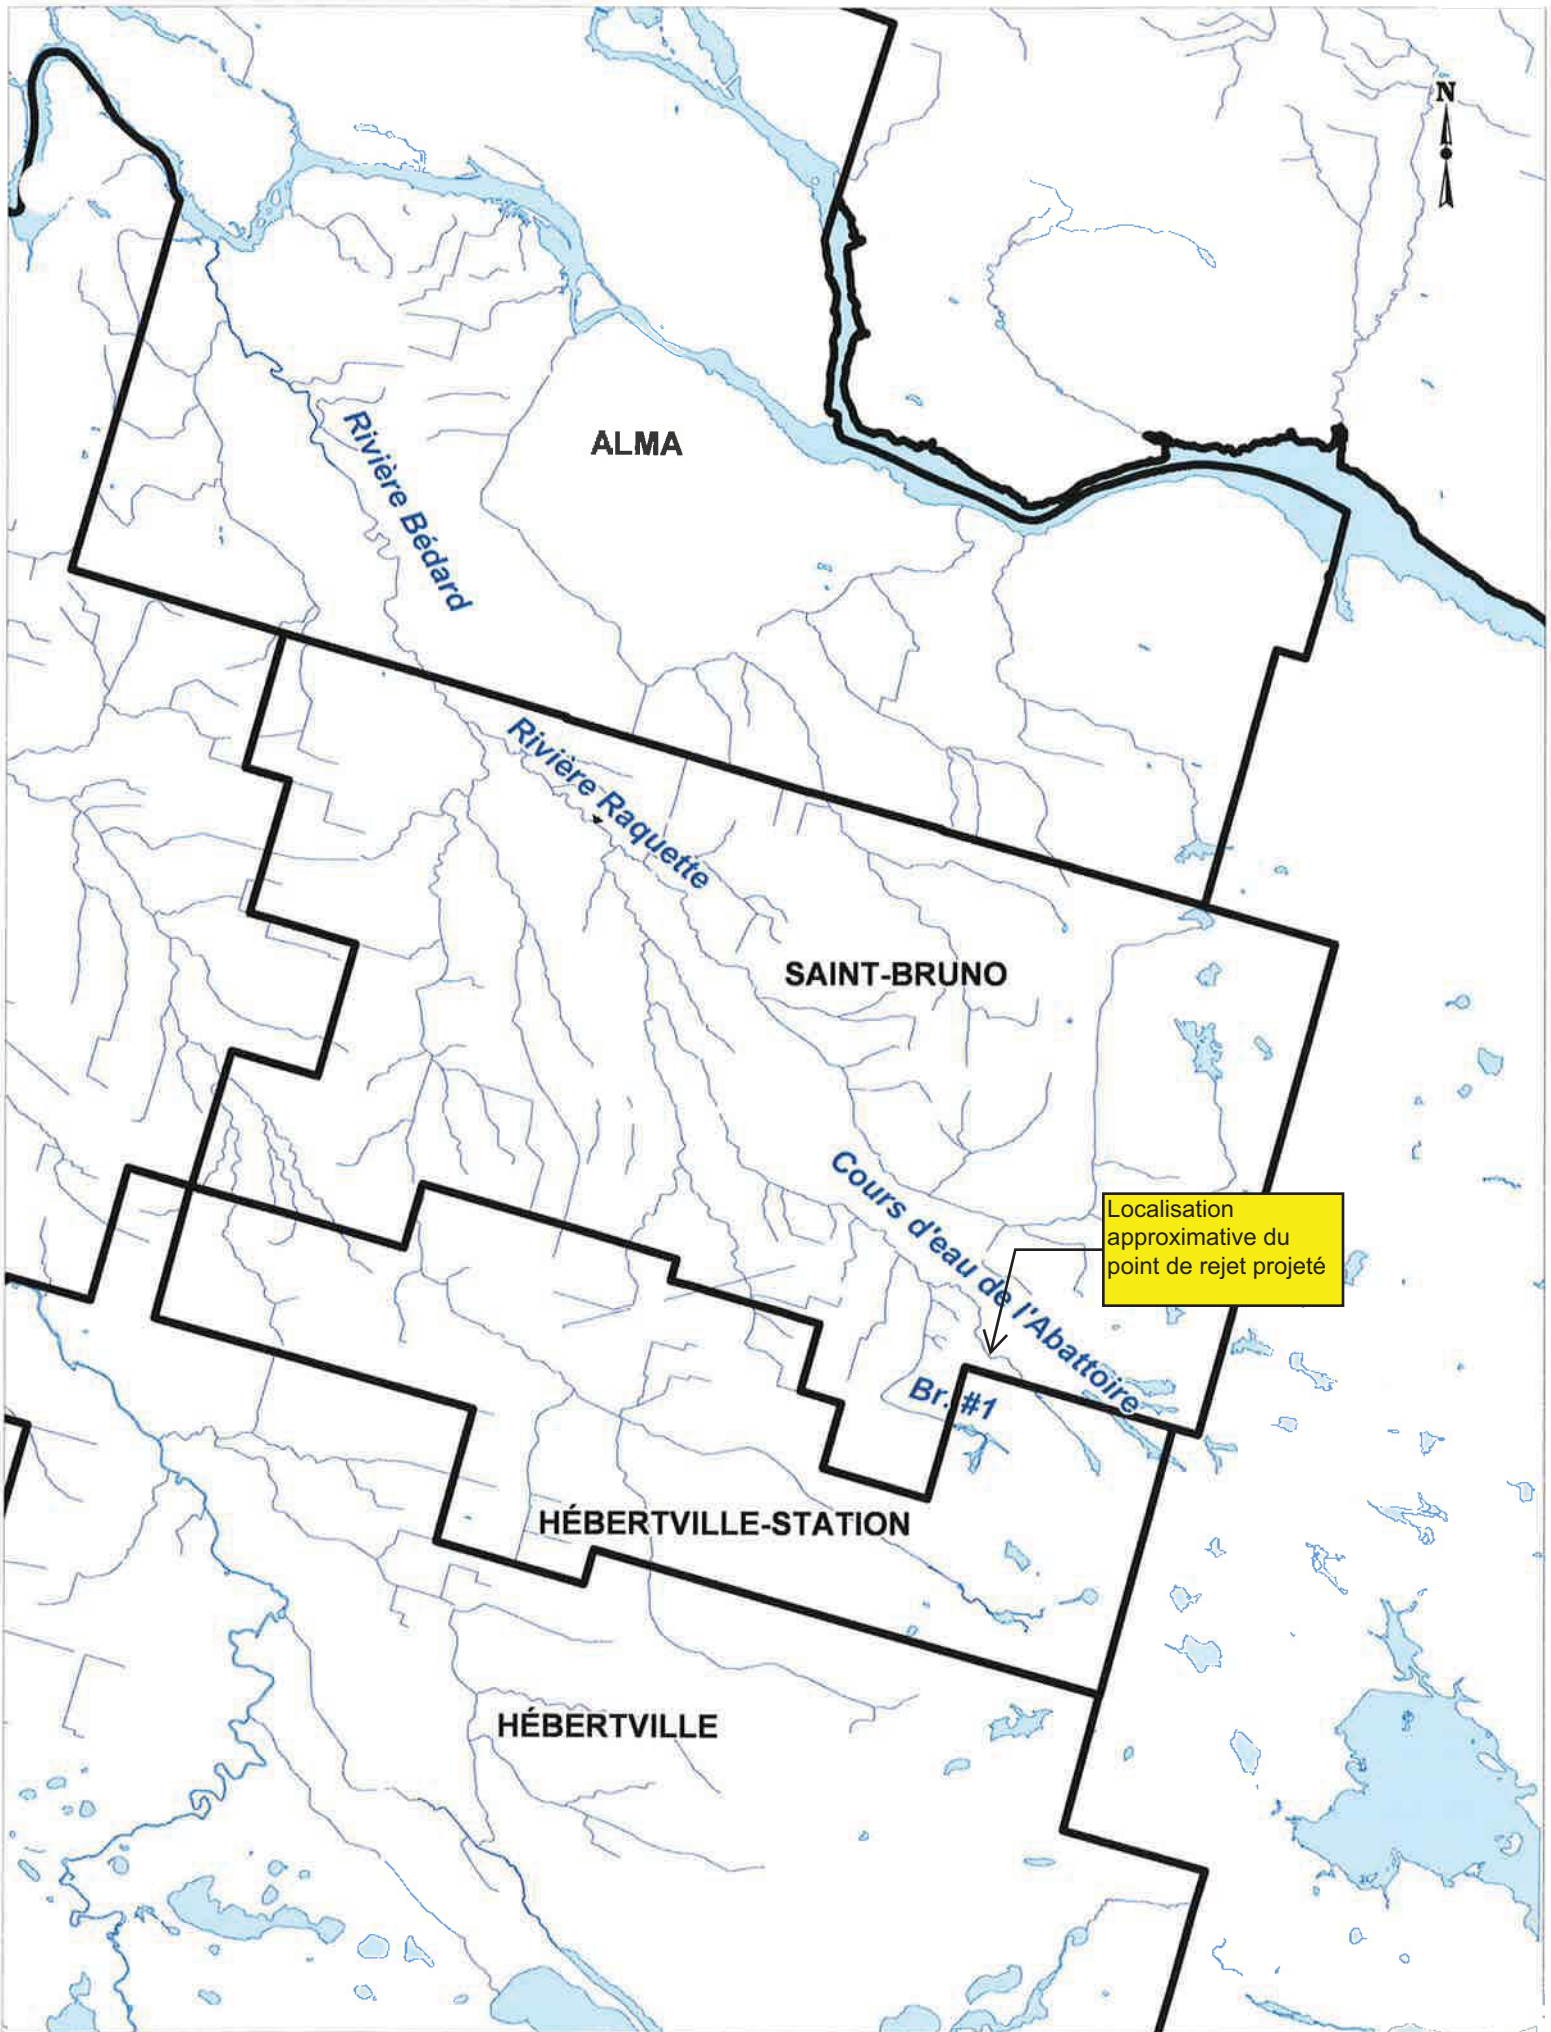 N
ALMA
Rivière Bédard
Rivière Raquette
SAINT-BRUNO
Cours d'eau de l'Abattoire
Localisation
approximative du
point de rejet projeté
Br. #1
HÉBERTVILLE-STATION
HÉBERTVILLE